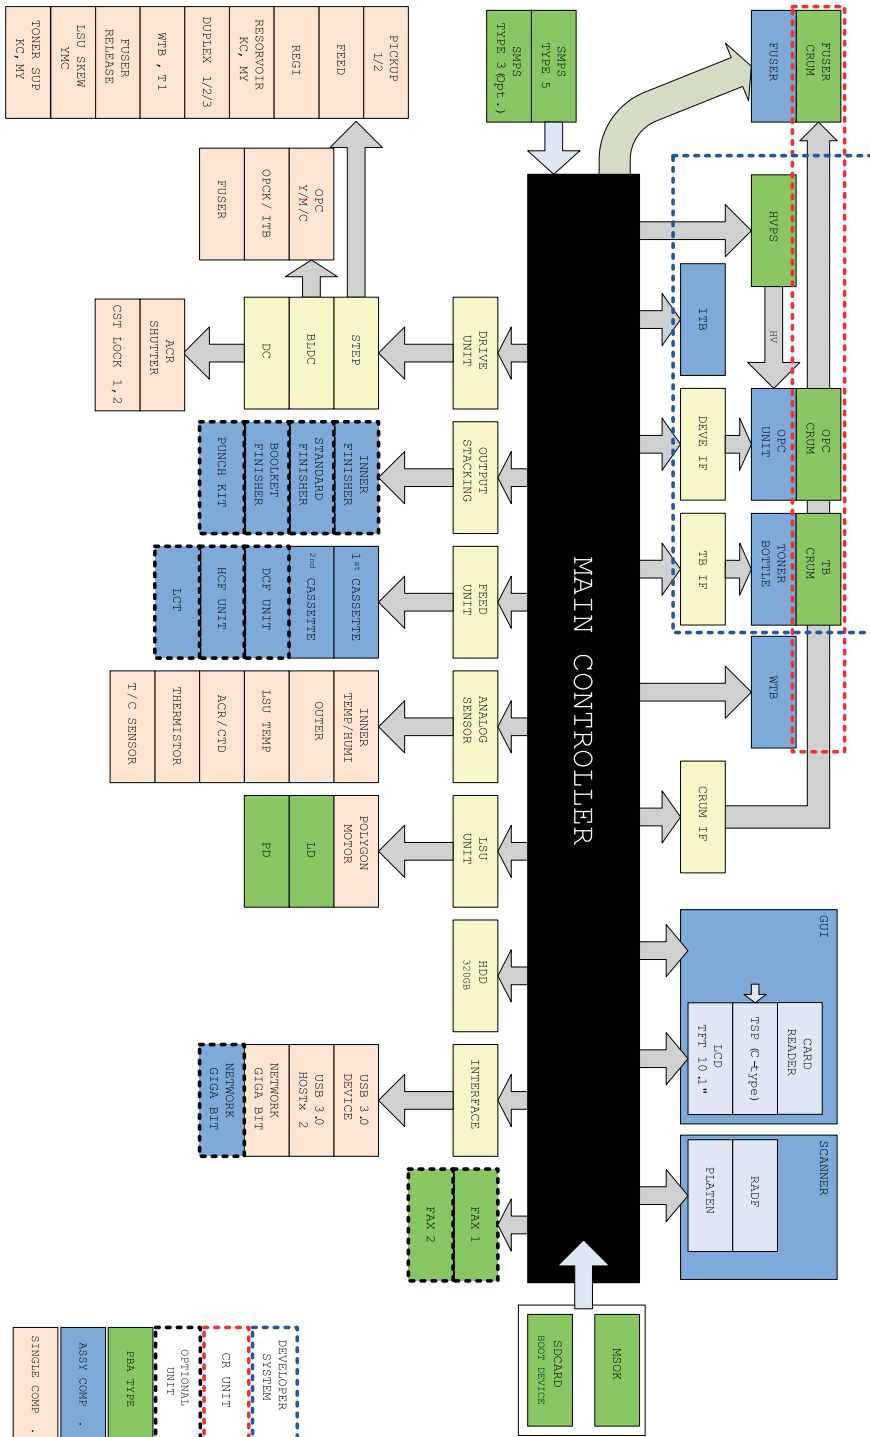 SMPS
TYPE 5
SMPS
TYPE 3 (Opt.)
FUSER
CRUM
FUSER
HVPS
HV
ITB
OPC
CRUM
OPC
UNIT
DEVE IF
TB
CRUM
TONER
BOTTLE
TB IF
WTB
CRUM IF
GUI
CARD
READER
TSP (C-type)
LCD
TFT 10.1"
SCANNER
RADF
PLATEN
MAIN CONTROLLER
MSOK
SDCARD
BOOT DEVICE
DRIVE
UNIT
STEP
BLDC
DC
PICKUP
1/2
FEED
REGI
RESORVOIR
KC, MY
DUPLEX 1/2/3
WTB , T1
FUSER
RELEASE
LSU SKEW
YMC
TONER SUP
KC, MY
OPC
Y/M/C
OPCK/ ITB
FUSER
ACR
SHUTTER
CST LOCK 1,2
OUTPUT
STACKING
INNER
FINISHER
STANDARD
FINISHER
BOOLKET
FINISHER
PUNCH KIT
FEED
UNIT
1st CASSETTE
2nd CASSETTE
DCF UNIT
HCF UNIT
LCT
ANALOG
SENSOR
INNER
TEMP/HUMI
OUTER
LSU TEMP
ACR/CTD
THERMISTOR
T/C SENSOR
LSU
UNIT
POLYGON
MOTOR
LD
PD
HDD
320GB
INTERFACE
USB 3.0
DEVICE
USB 3.0
HOSTx 2
NETWORK
GIGA BIT
NETWORK
GIGA BIT
FAX 1
FAX 2
DEVELOPER
SYSTEM
CR UNIT
OPTIONAL
UNIT
PBA TYPE
ASSY COMP .
SINGLE COMP .